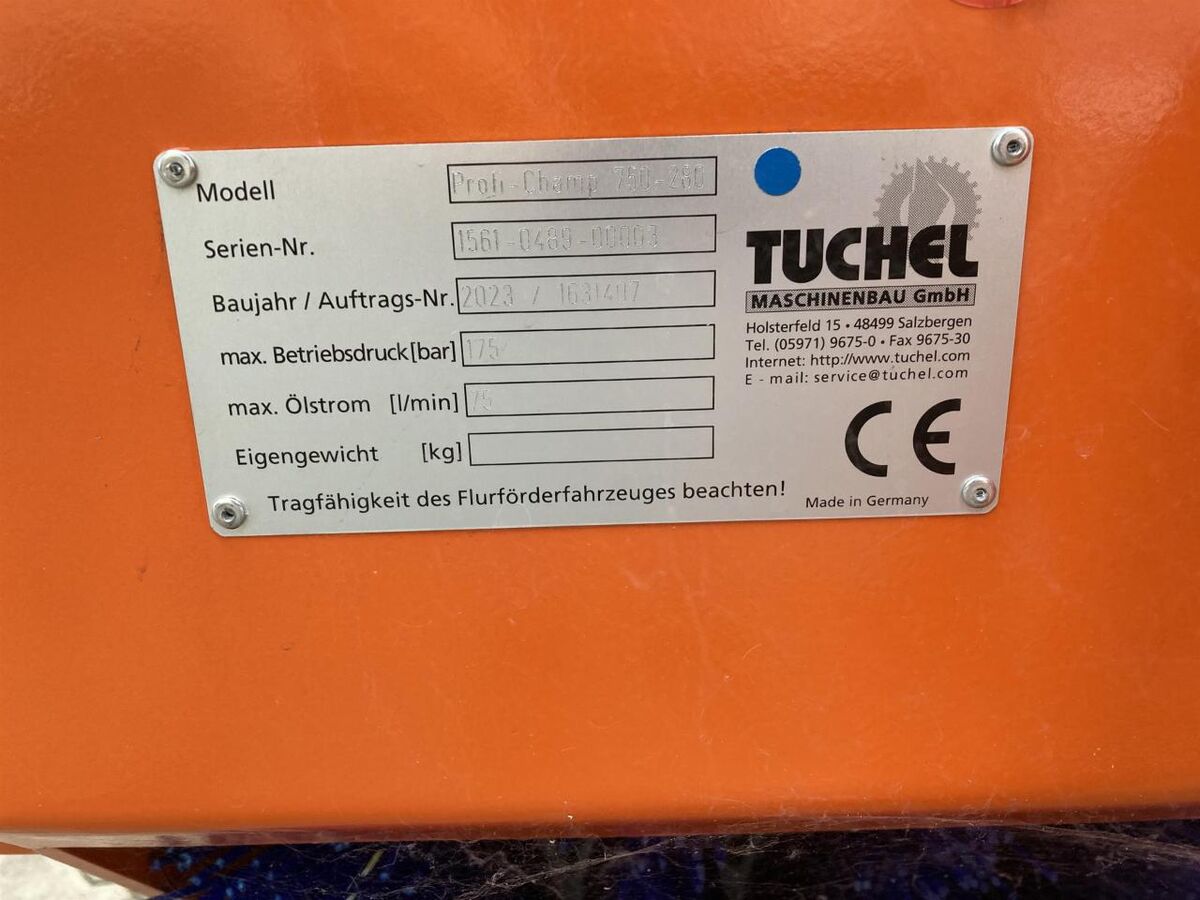 Modell Profi-Champ 750-280
Serien-Nr. 1561-0489-00003
Baujahr / Auftrags-Nr. 2023 / 1631407
max. Betriebsdruck [bar] 175
max. Ölstrom [l/min] 75
Eigengewicht [kg]
Tragfähigkeit des Flurförderfahrzeuges beachten!
TUCHEL
MASCHINENBAU GmbH
Holsterfeld 15 • 48499 Salzbergen
Tel. (05971) 9675-0 • Fax 9675-30
Internet: http://www.tuchel.com
E - mail: service@tuchel.com
CE
Made in Germany